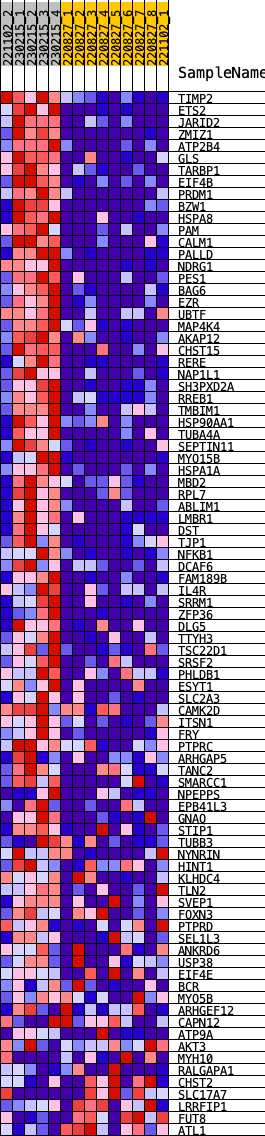 221102_
230215_1
230215_2
230215_3
230215_4
220827_1
220827_2
220827_3
220827_4
220827_5
220827_6
220827_7
220827_8
221102_1
SampleName
TIMP2
ETS2
JARID2
ZMIZ1
ATP2B4
GLS
TARBP1
EIF4B
PRDM1
BZW1
HSPA8
PAM
CALM1
PALLD
NDRG1
PES1
BAG6
EZR
UBTF
MAP4K4
AKAP12
CHST15
RERE
NAP1L1
SH3PXD2A
RREB1
TMBIM1
HSP90AA1
TUBA4A
SEPTIN11
MYO15B
HSPA1A
MBD2
RPL7
ABLIM1
LMBR1
DST
TJP1
NFKB1
DCAF6
FAM189B
IL4R
SRRM1
ZFP36
DLG5
TTYH3
TSC22D1
SRSF2
PHLDB1
ESYT1
SLC2A3
CAMK2D
ITSN1
FRY
PTPRC
ARHGAP5
TANC2
SMARCC1
NPEPPS
EPB41L3
GNAQ
STIP1
TUBB3
NYNRIN
HINT1
KLHDC4
TLN2
SVEP1
FOXN3
PTPRD
SEL1L3
ANKRD6
USP38
EIF4E
BCR
MYO5B
ARHGEF12
CAPN12
ATP9A
AKT3
MYH10
RALGAPA1
CHST2
SLC17A7
LRRFIP1
FUT8
ATL1